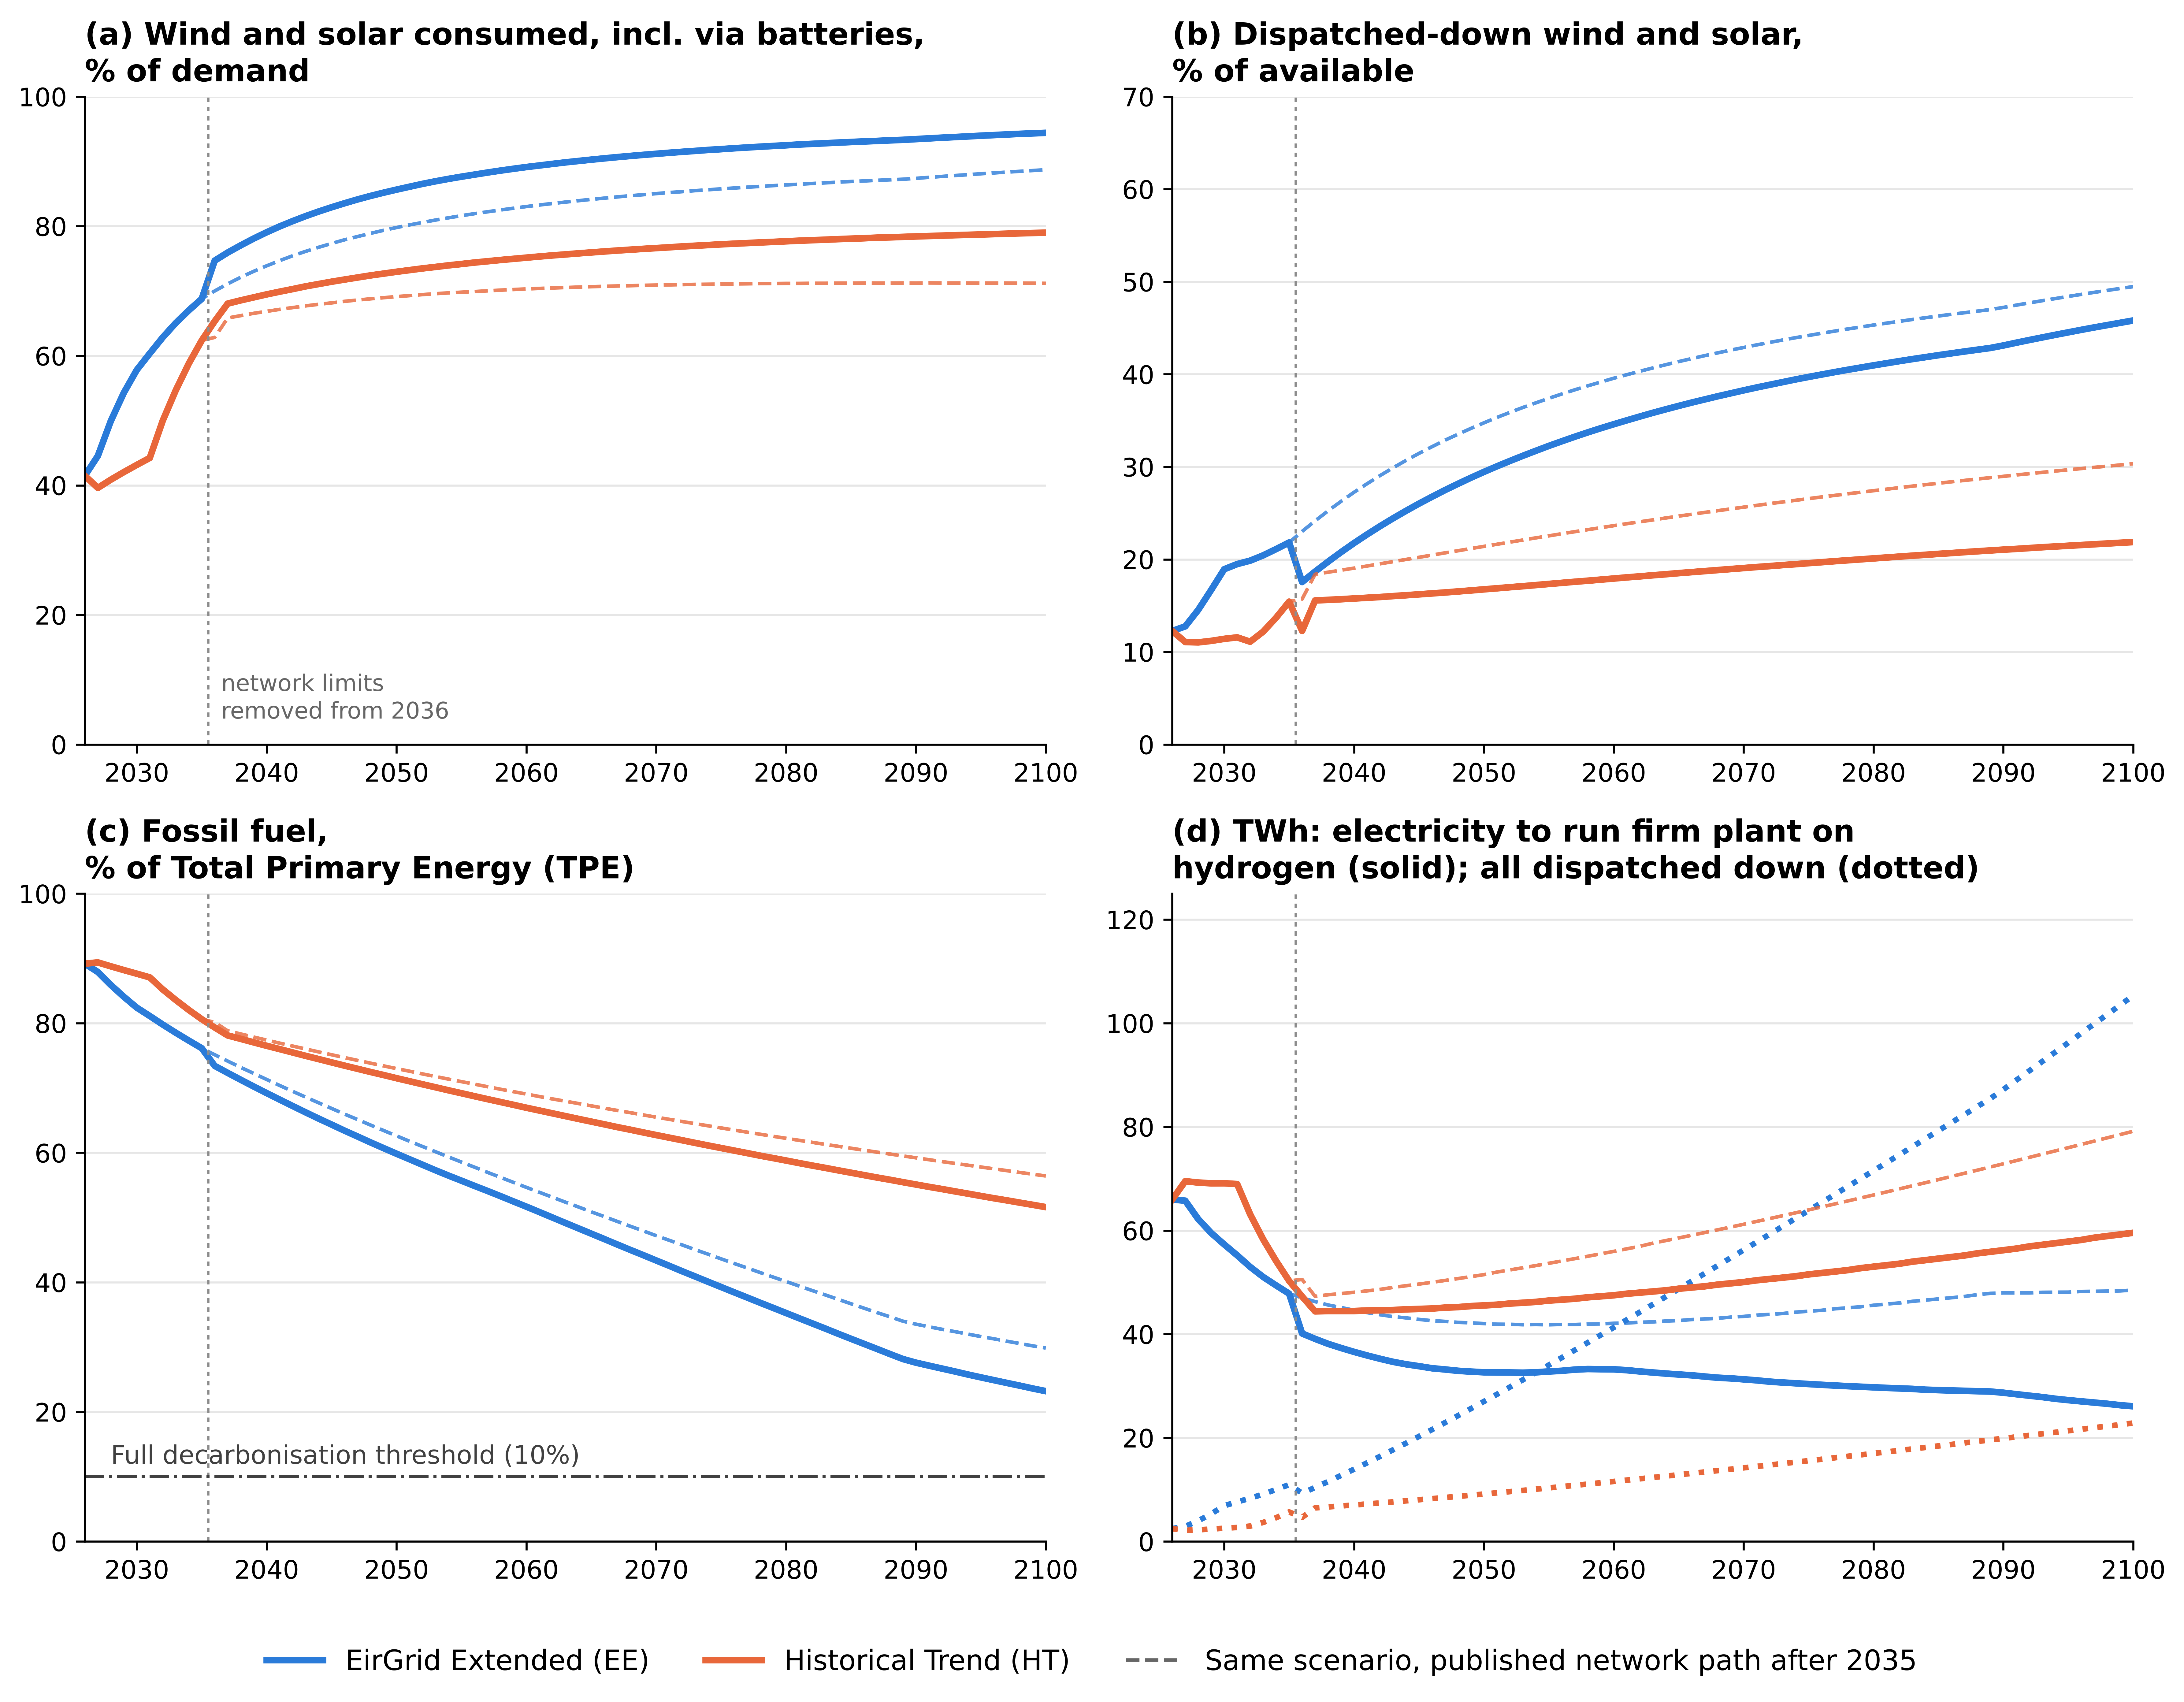 (a) Wind and solar consumed, incl. via batteries,
% of demand
100
80
60
40
20
0
network limits
removed from 2036
2030 2040 2050 2060 2070 2080 2090 2100
(b) Dispatched-down wind and solar,
% of available
70
60
50
40
30
20
10
0
2030 2040 2050 2060 2070 2080 2090 2100
(c) Fossil fuel,
% of Total Primary Energy (TPE)
100
80
60
40
20
0
Full decarbonisation threshold (10%)
2030 2040 2050 2060 2070 2080 2090 2100
(d) TWh: electricity to run firm plant on
hydrogen (solid); all dispatched down (dotted)
120
100
80
60
40
20
0
2030 2040 2050 2060 2070 2080 2090 2100
EirGrid Extended (EE) Historical Trend (HT) Same scenario, published network path after 2035